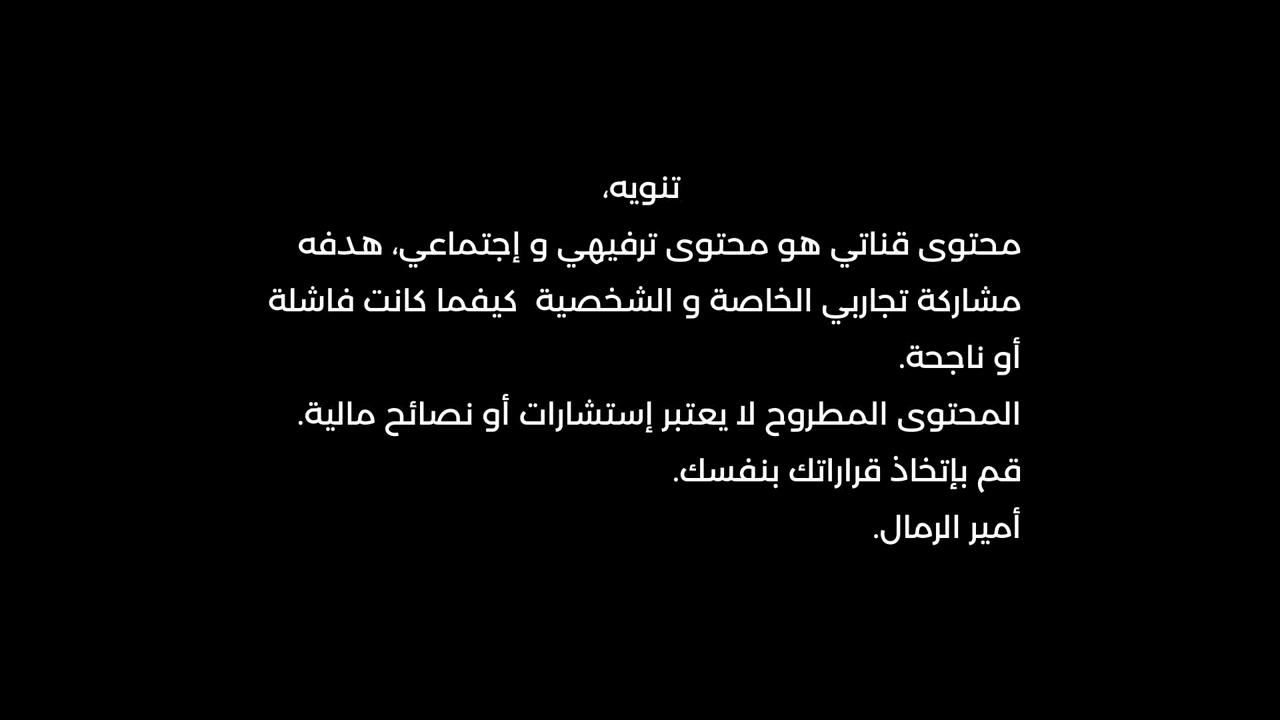 تنويه،
محتوى قناتي هو محتوى ترفيهي و إجتماعي، هدفه
مشاركة تجاربي الخاصة و الشخصية كيفما كانت فاشلة
أو ناجحة.
المحتوى المطروح لا يعتبر إستشارات أو نصائح مالية.
قم بإتخاذ قراراتك بنفسك.
أمير الرمال.